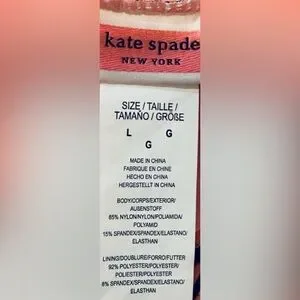 kate spade
NEW YORK
SIZE / TAILLE /
TAMAÑO / GRÖßE
L G
G
MADE IN CHINA
FABRIQUE EN CHINE
HECHO EN CHINA
HERGESTELLT IN CHINA
BODY/CORPS/EXTERIOR/
AUßENSTOFF
85% NYLON/NYLON/POLIAMIDA/
POLYAMID
15% SPANDEX/SPANDEX/ELASTANO/
ELASTHAN
LINING/DOUBLURE/FORRO/FUTTER
92% POLYESTER/POLYESTER/
POLIÉSTER/POLYESTER
8% SPANDEX/SPANDEX/ELASTANO/
ELASTHAN